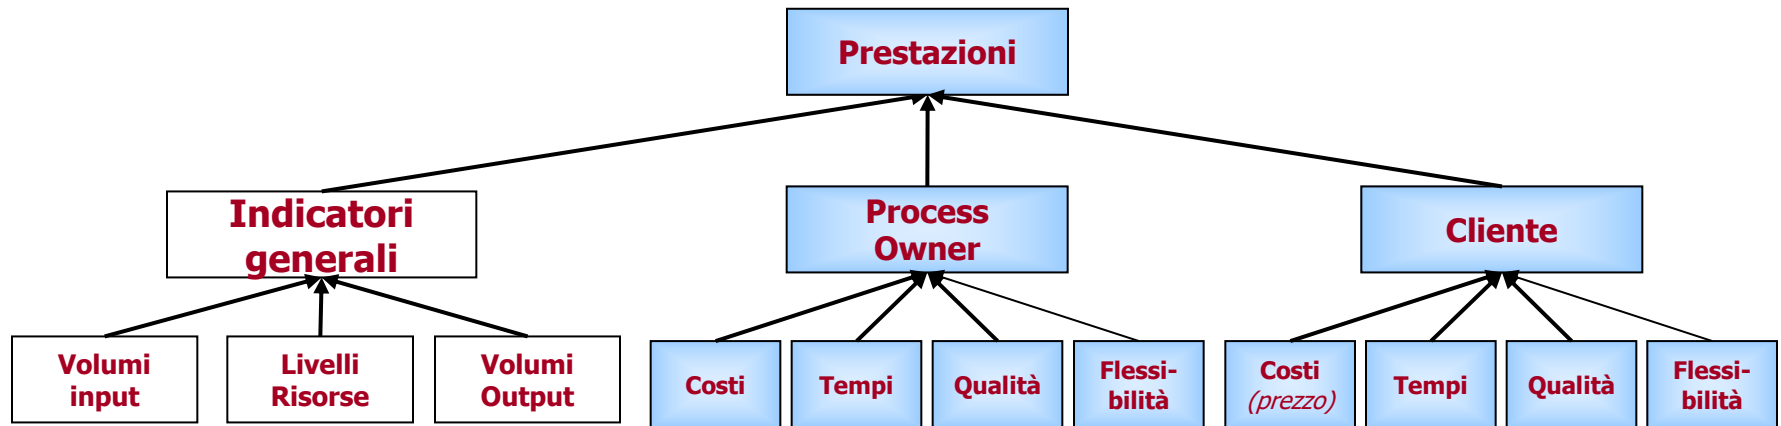 Prestazioni
Indicatori
generali
Process
Owner
Cliente
Volumi
input
Livelli
Risorse
Volumi
Output
Costi
Tempi
Qualità
Flessi-
bilità
Costi
(prezzo)
Tempi
Qualità
Flessi-
bilità